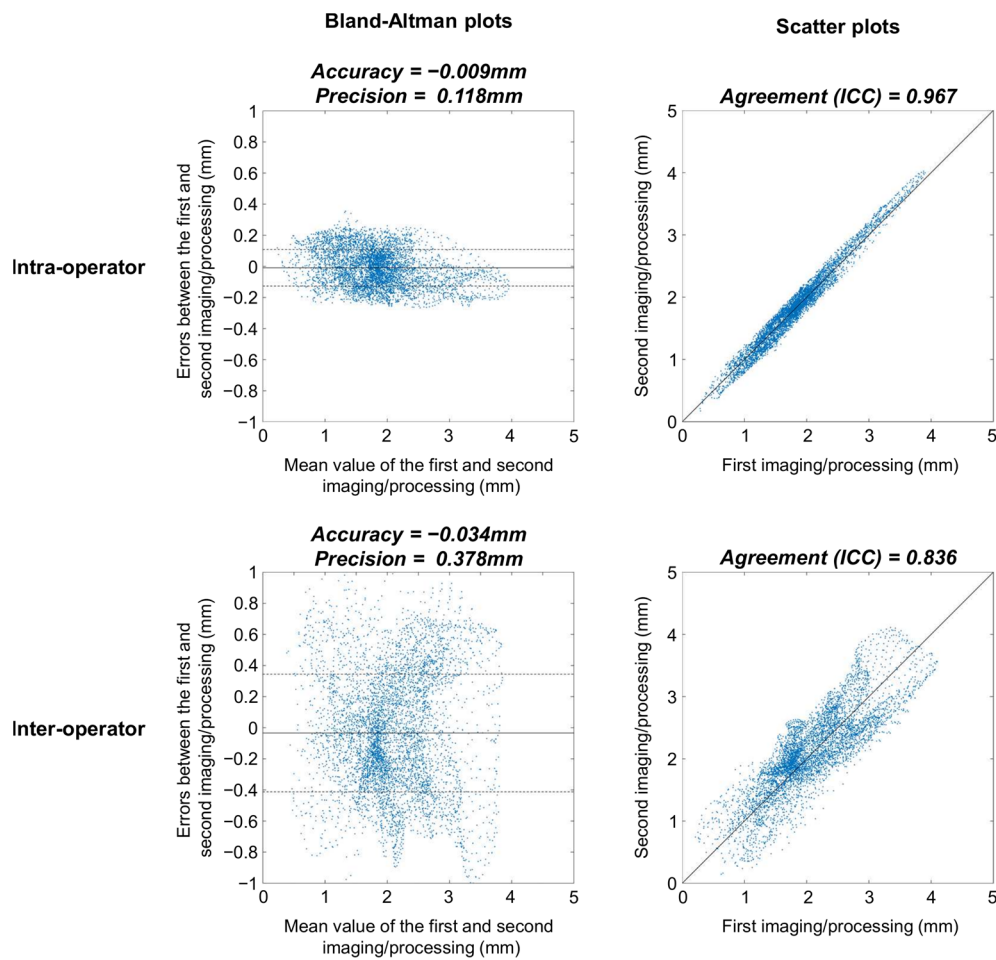 Bland-Altman plots
Scatter plots
Accuracy = −0.009mm
Precision = 0.118mm
Agreement (ICC) = 0.967
Intra-operator
Errors between the first and
second imaging/processing (mm)
1
0.8
0.6
0.4
0.2
0
−0.2
−0.4
−0.6
−0.8
−1
0 1 2 3 4 5
Mean value of the first and second
imaging/processing (mm)
Second imaging/processing (mm)
5
4
3
2
1
0
0 1 2 3 4 5
First imaging/processing (mm)
Accuracy = −0.034mm
Precision = 0.378mm
Agreement (ICC) = 0.836
Inter-operator
Errors between the first and
second imaging/processing (mm)
1
0.8
0.6
0.4
0.2
0
−0.2
−0.4
−0.6
−0.8
−1
0 1 2 3 4 5
Mean value of the first and second
imaging/processing (mm)
Second imaging/processing (mm)
5
4
3
2
1
0
0 1 2 3 4 5
First imaging/processing (mm)